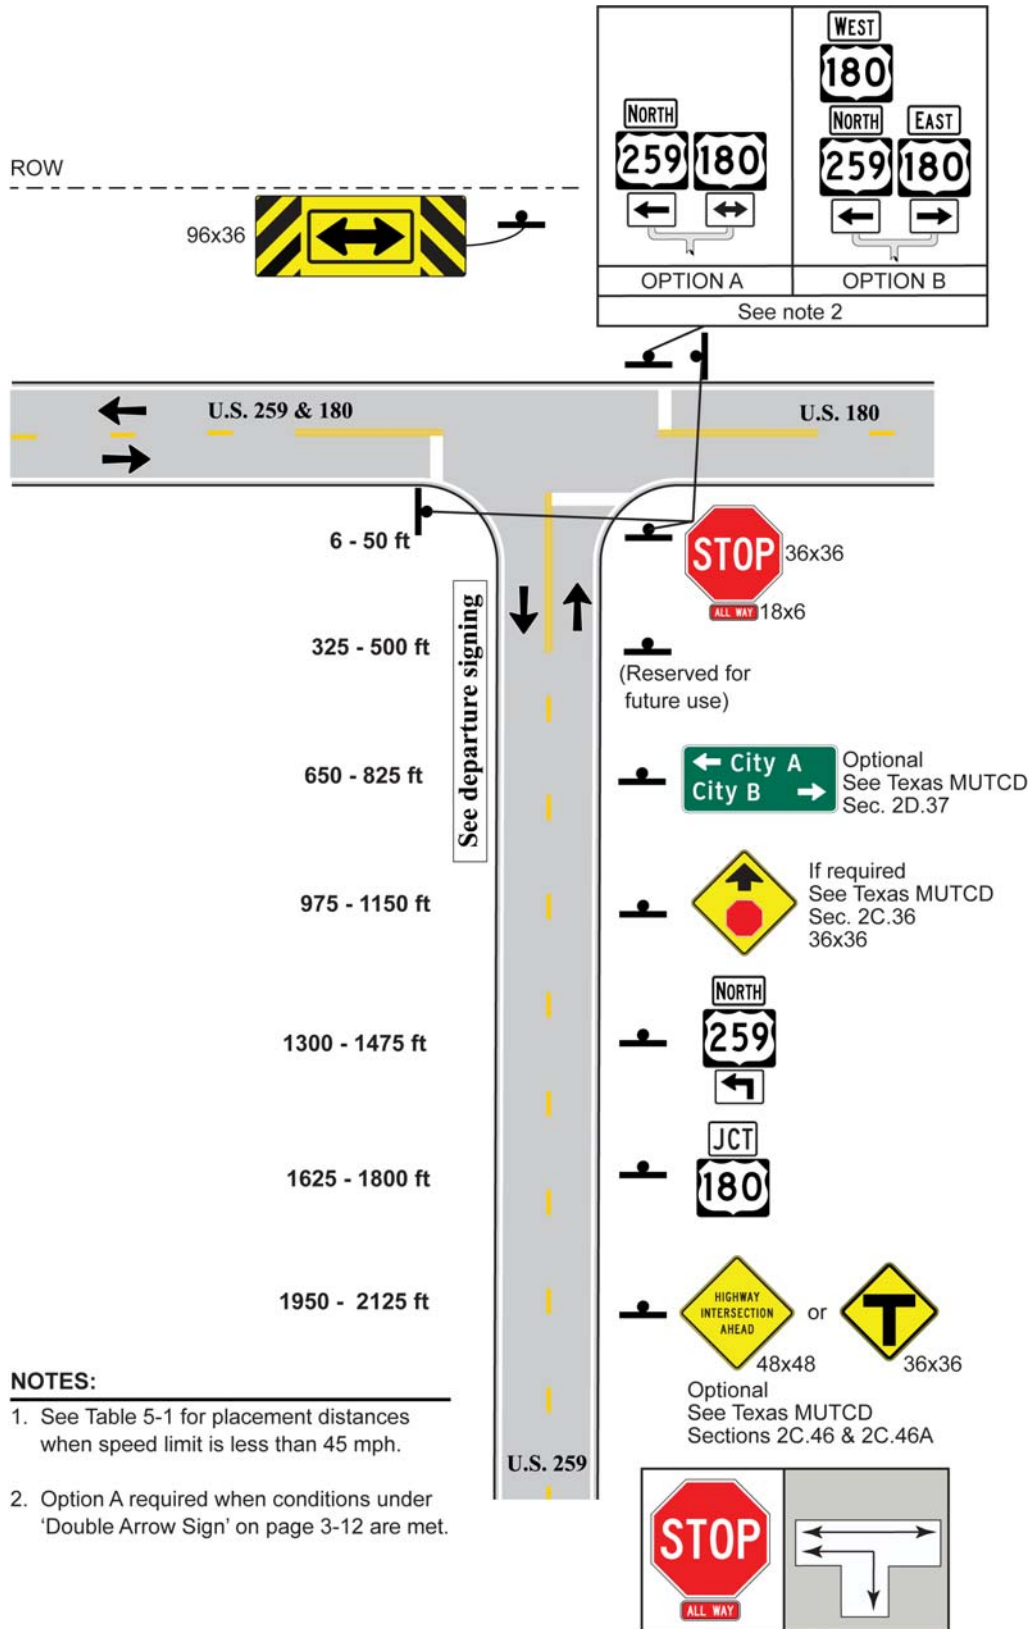 WEST
180
NORTH
259
180
NORTH
EAST
259
180
OPTION A
OPTION B
See note 2
ROW
96x36
U.S. 259 & 180
U.S. 180
6 - 50 ft
STOP
36x36
ALL WAY
18x6
See departure signing
325 - 500 ft
(Reserved for
future use)
650 - 825 ft
City A
City B
Optional
See Texas MUTCD
Sec. 2D.37
975 - 1150 ft
If required
See Texas MUTCD
Sec. 2C.36
36x36
1300 - 1475 ft
NORTH
259
1625 - 1800 ft
JCT
180
1950 - 2125 ft
HIGHWAY
INTERSECTION
AHEAD
or
48x48
36x36
Optional
See Texas MUTCD
Sections 2C.46 & 2C.46A
U.S. 259
NOTES:
1. See Table 5-1 for placement distances
when speed limit is less than 45 mph.
2. Option A required when conditions under
'Double Arrow Sign' on page 3-12 are met.
STOP
ALL WAY